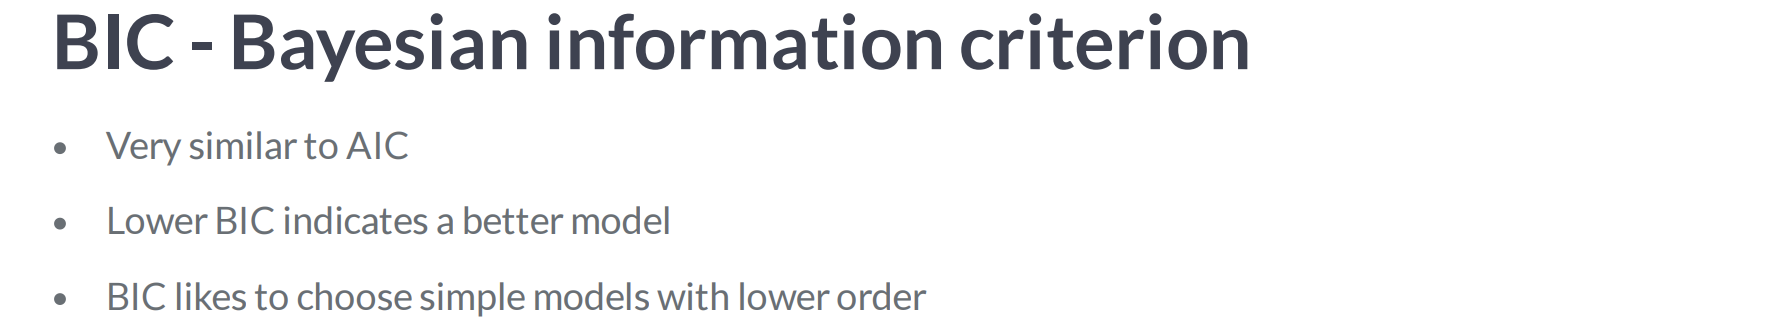 BIC - Bayesian information criterion
• Very similar to AIC
• Lower BIC indicates a better model
• BIC likes to choose simple models with lower order